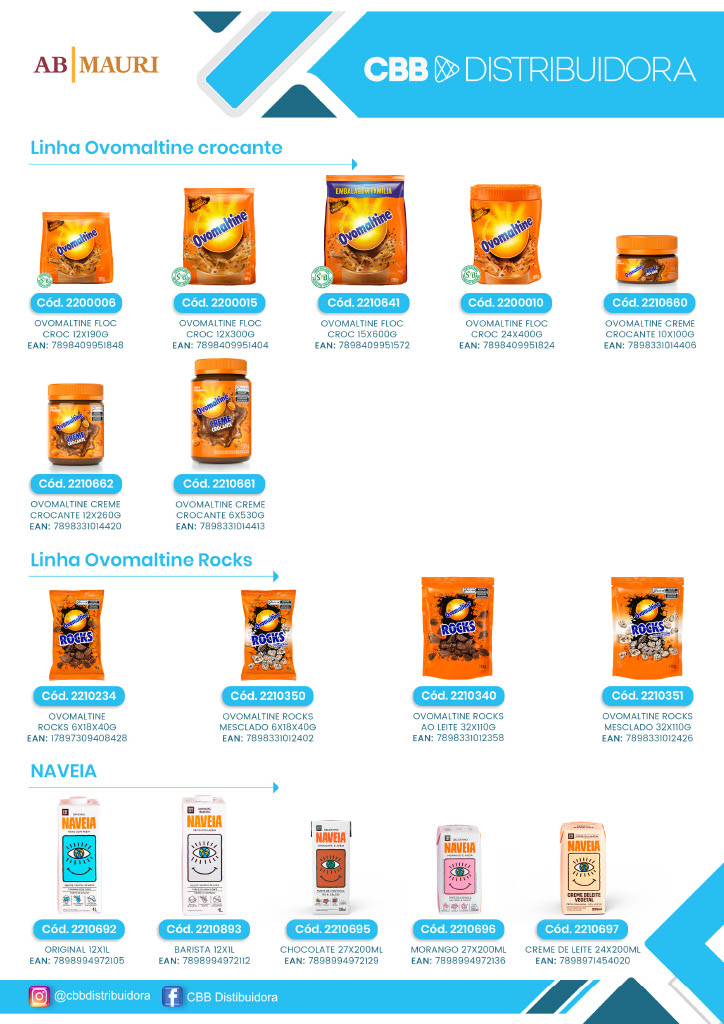 AB MAURI
CBB DISTRIBUIDORA
Linha Ovomaltine crocante
Ovomaltine
Ovomaltine
EMBALAGEM FAMÍLIA
Ovomaltine
Ovomaltine
Ovomaltine
Cód. 2200006
Cód. 2200015
Cód. 2210641
Cód. 2200010
Cód. 2210660
OVOMALTINE FLOC
CROC 12X190G
EAN: 7898409951848
OVOMALTINE FLOC
CROC 12X300G
EAN: 7898409951404
OVOMALTINE FLOC
CROC 15X600G
EAN: 7898409951572
OVOMALTINE FLOC
CROC 24X400G
EAN: 7898409951824
OVOMALTINE CREME
CROCANTE 10X100G
EAN: 7898331014406
Ovomaltine
CREME
CROCANTE
Ovomaltine
CREME
CROCANTE
Cód. 2210662
Cód. 2210661
OVOMALTINE CREME
CROCANTE 12X260G
EAN: 7898331014420
OVOMALTINE CREME
CROCANTE 6X530G
EAN: 7898331014413
Linha Ovomaltine Rocks
Ovomaltine
ROCKS
Ovomaltine
ROCKS
Ovomaltine
ROCKS
Ovomaltine
ROCKS
Cód. 2210234
Cód. 2210350
Cód. 2210340
Cód. 2210351
OVOMALTINE
ROCKS 6X18X40G
EAN: 17897309408428
OVOMALTINE ROCKS
MESCLADO 6X18X40G
EAN: 7898331012402
OVOMALTINE ROCKS
AO LEITE 32X110G
EAN: 7898331012358
OVOMALTINE ROCKS
MESCLADO 32X110G
EAN: 7898331012426
NAVEIA
NAVEIA
NAVEIA
NAVEIA
NAVEIA
NAVEIA
CREME DE LEITE
VEGETAL
Cód. 2210692
Cód. 2210893
Cód. 2210695
Cód. 2210696
Cód. 2210697
ORIGINAL 12X1L
EAN: 7898994972105
BARISTA 12X1L
EAN: 7898994972112
CHOCOLATE 27X200ML
EAN: 7898994972129
MORANGO 27X200ML
EAN: 7898994972136
CREME DE LEITE 24X200ML
EAN: 7898971454020
@cbbdistribuidora
CBB Distibuidora